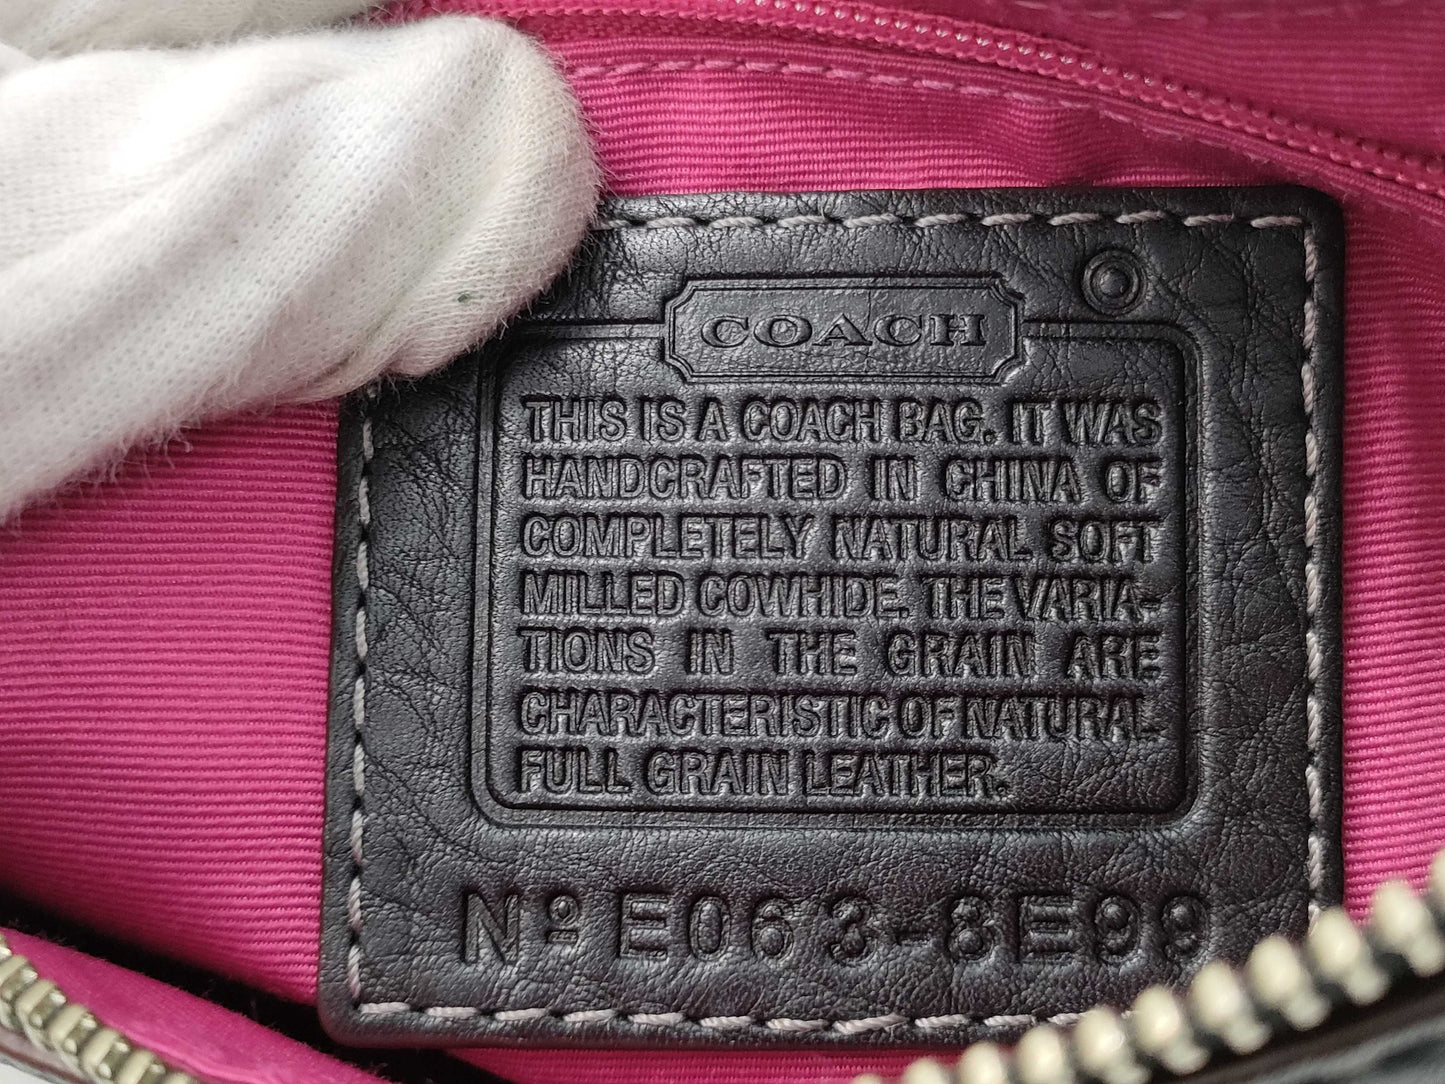 COACH
THIS IS A COACH BAG. IT WAS
HANDCRAFTED IN CHINA OF
COMPLETELY NATURAL SOFT
MILLED COWHIDE. THE VARIA-
TIONS IN THE GRAIN ARE
CHARACTERISTIC OF NATURAL
FULL GRAIN LEATHER.
Nº E063-8E99